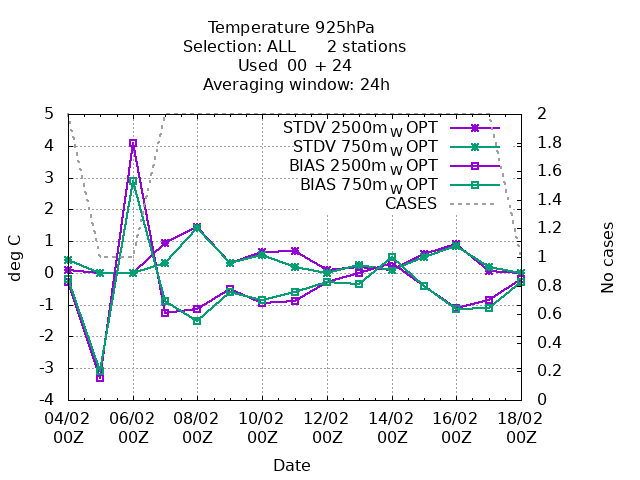 Temperature 925hPa
Selection: ALL 2 stations
Used 00 + 24
Averaging window: 24h
STDV 2500m_W OPT
STDV 750m_W OPT
BIAS 2500m_W OPT
BIAS 750m_W OPT
CASES
deg C
5
4
3
2
1
0
-1
-2
-3
-4
No cases
2
1.8
1.6
1.4
1.2
1
0.8
0.6
0.4
0.2
0
04/02 06/02 08/02 10/02 12/02 14/02 16/02 18/02
00Z 00Z 00Z 00Z 00Z 00Z 00Z 00Z
Date